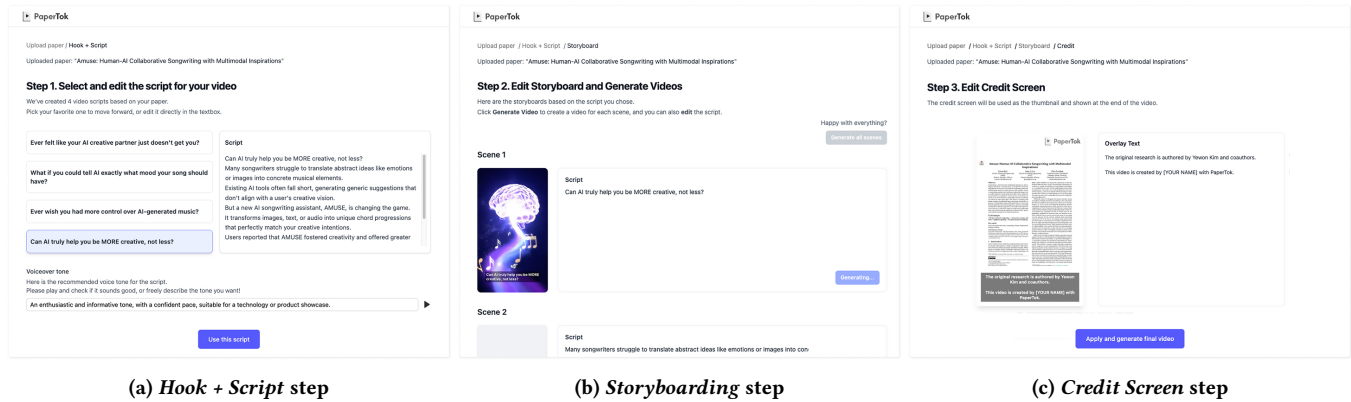 PaperTok
Upload paper / Hook + Script
Uploaded paper: "Amuse: Human-AI Collaborative Songwriting with Multimodal Inspirations"
Step 1. Select and edit the script for your video
We've created 4 video scripts based on your paper.
Pick your favorite one to move forward, or edit it directly in the textbox.
Ever felt like your AI creative partner just doesn't get you?
What if you could tell AI exactly what mood your song should
have?
Ever wish you had more control over AI-generated music?
Can AI truly help you be MORE creative, not less?
Script
Can AI truly help you be MORE creative, not less?
Many songwriters struggle to translate abstract ideas like emotions
or images into concrete musical elements.
Existing AI tools often fall short, generating generic suggestions that
don't align with a user's creative vision.
But a new AI songwriting assistant, AMUSE, is changing the game.
It transforms images, text, or audio into unique chord progressions
that perfectly match your creative intentions.
Users reported that AMUSE fostered creativity and offered greater
Voiceover tone
Here is the recommended voice tone for the script.
Please play and check if it sounds good, or freely describe the tone you want!
An enthusiastic and informative tone, with a confident pace, suitable for a technology or product showcase.
Use this script
(a) Hook + Script step
PaperTok
Upload paper / Hook + Script / Storyboard
Uploaded paper: "Amuse: Human-AI Collaborative Songwriting with Multimodal Inspirations"
Step 2. Edit Storyboard and Generate Videos
Here are the storyboards based on the script you chose.
Click Generate Video to create a video for each scene, and you can also edit the script.
Happy with everything?
Generate all scenes
Scene 1
Can AI truly help you be MORE
creative, not less?
Script
Can AI truly help you be MORE creative, not less?
Generating...
Scene 2
Script
Many songwriters struggle to translate abstract ideas like emotions or images into con
(b) Storyboarding step
PaperTok
Upload paper / Hook + Script / Storyboard / Credit
Uploaded paper: "Amuse: Human-AI Collaborative Songwriting with Multimodal Inspirations"
Step 3. Edit Credit Screen
The credit screen will be used as the thumbnail and shown at the end of the video.
PaperTok
Amuse: Human-AI Collaborative Songwriting with Multimodal
Inspirations
The original research is authored by Yewon
Kim and coauthors.
This video is created by [YOUR NAME] with
PaperTok.
Overlay Text
The original research is authored by Yewon Kim and coauthors.
This video is created by [YOUR NAME] with PaperTok.
Apply and generate final video
(c) Credit Screen step